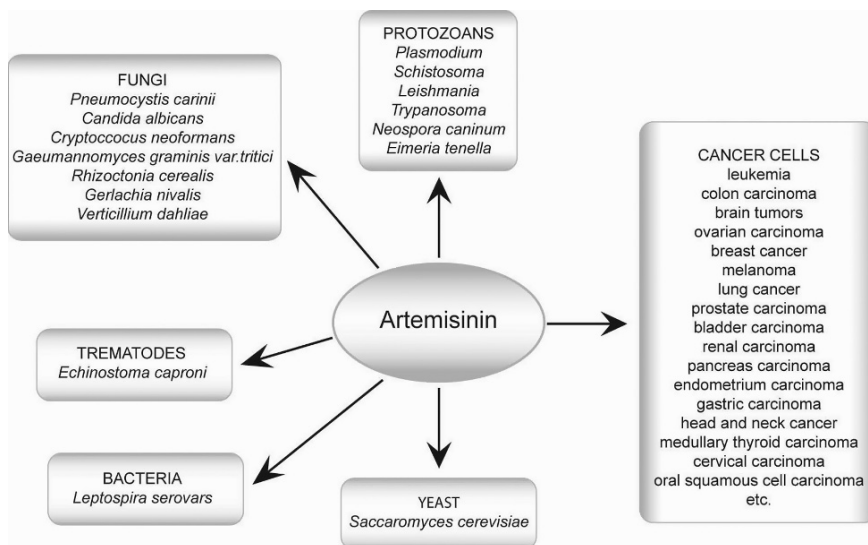 FUNGI
Pneumocystis carinii
Candida albicans
Cryptoccocus neoformans
Gaeumannomyces graminis var.tritici
Rhizoctonia cerealis
Gerlachia nivalis
Verticillium dahliae
PROTOZOANS
Plasmodium
Schistosoma
Leishmania
Trypanosoma
Neospora caninum
Eimeria tenella
CANCER CELLS
leukemia
colon carcinoma
brain tumors
ovarian carcinoma
breast cancer
melanoma
lung cancer
prostate carcinoma
bladder carcinoma
renal carcinoma
pancreas carcinoma
endometrium carcinoma
gastric carcinoma
head and neck cancer
medullary thyroid carcinoma
cervical carcinoma
oral squamous cell carcinoma
etc.
Artemisinin
TREMATODES
Echinostoma caproni
BACTERIA
Leptospira serovars
YEAST
Saccaromyces cerevisiae